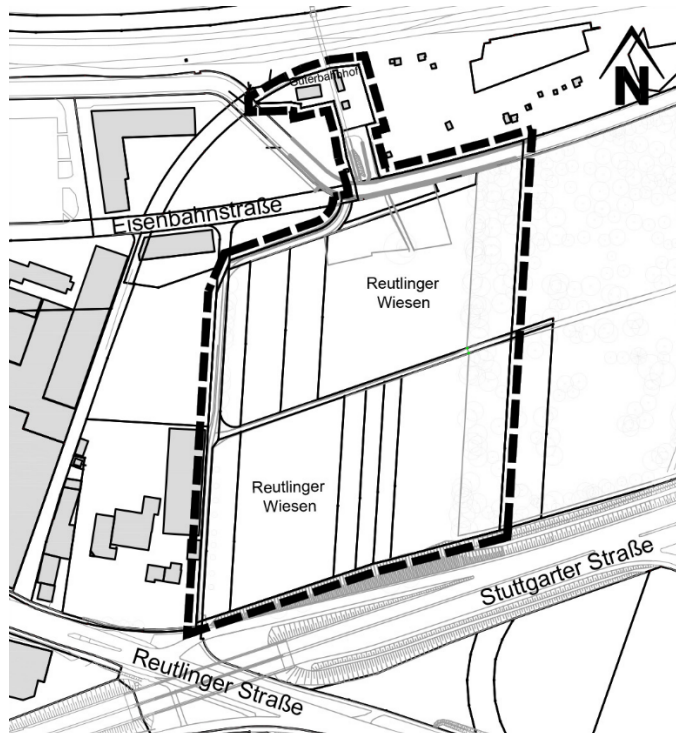 Güterbahnhof
N
Eisenbahnstraße
Reutlinger
Wiesen
Reutlinger
Wiesen
Stuttgarter Straße
Reutlinger Straße